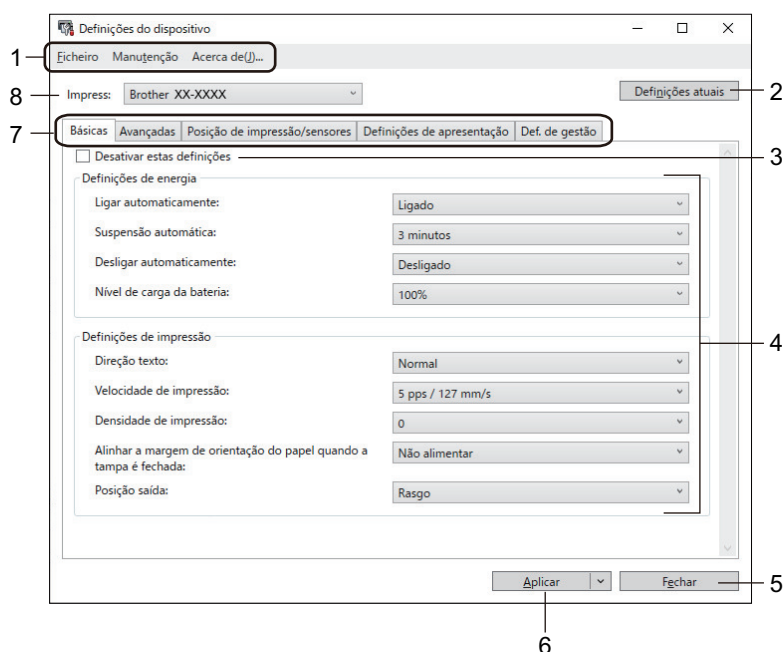 Definições do dispositivo
1
Ficheiro Manutenção Acerca de(J)...
8 Impress: Brother XX-XXXX Definições atuais 2
7 Básicas Avançadas Posição de impressão/sensores Definições de apresentação Def. de gestão
Desativar estas definições 3
Definições de energia
Ligar automaticamente: Ligado
Suspensão automática: 3 minutos
Desligar automaticamente: Desligado
Nível de carga da bateria: 100%
Definições de impressão
4
Direção texto: Normal
Velocidade de impressão: 5 pps / 127 mm/s
Densidade de impressão: 0
Alinhar a margem de orientação do papel quando a
tampa é fechada: Não alimentar
Posição saída: Rasgo
Aplicar Fechar 5
6